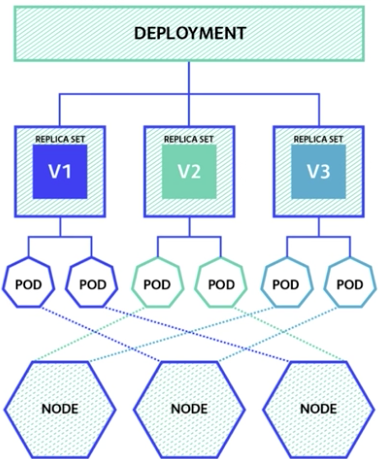 DEPLOYMENT
REPLICA SET REPLICA SET REPLICA SET
V1 V2 V3
POD POD POD POD POD POD
NODE NODE NODE